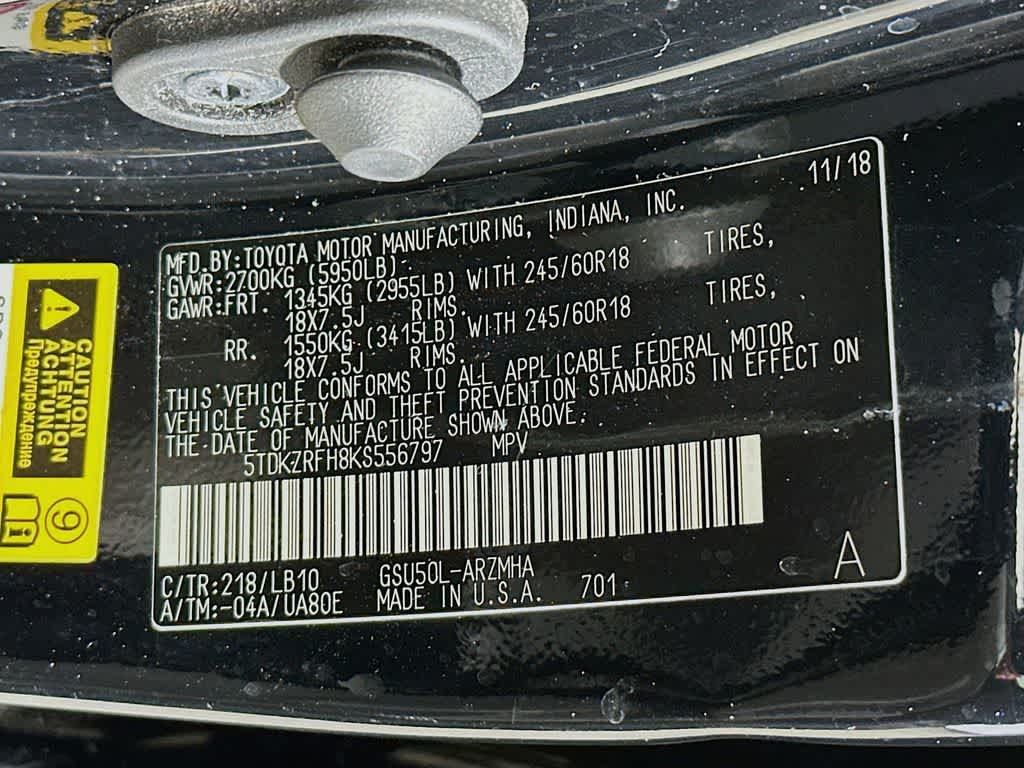 11/18
MFD.BY:TOYOTA MOTOR MANUFACTURING, INDIANA, INC.
GVWR:2700KG (5950LB)
GAWR:FRT. 1345KG (2955LB) WITH 245/60R18 TIRES,
18X7.5J RIMS.
RR. 1550KG (3415LB) WITH 245/60R18 TIRES,
18X7.5J RIMS.
THIS VEHICLE CONFORMS TO ALL APPLICABLE FEDERAL MOTOR
VEHICLE SAFETY AND THEFT PREVENTION STANDARDS IN EFFECT ON
THE DATE OF MANUFACTURE SHOWN ABOVE.
5TDKZRFH8KS556797 MPV
C/TR:218/LB10 GSU50L-ARZMHA
A/TM:-04A/UA80E MADE IN U.S.A. 701 A
CAUTION
ATTENTION
ACHTUNG
Предупреждение
9